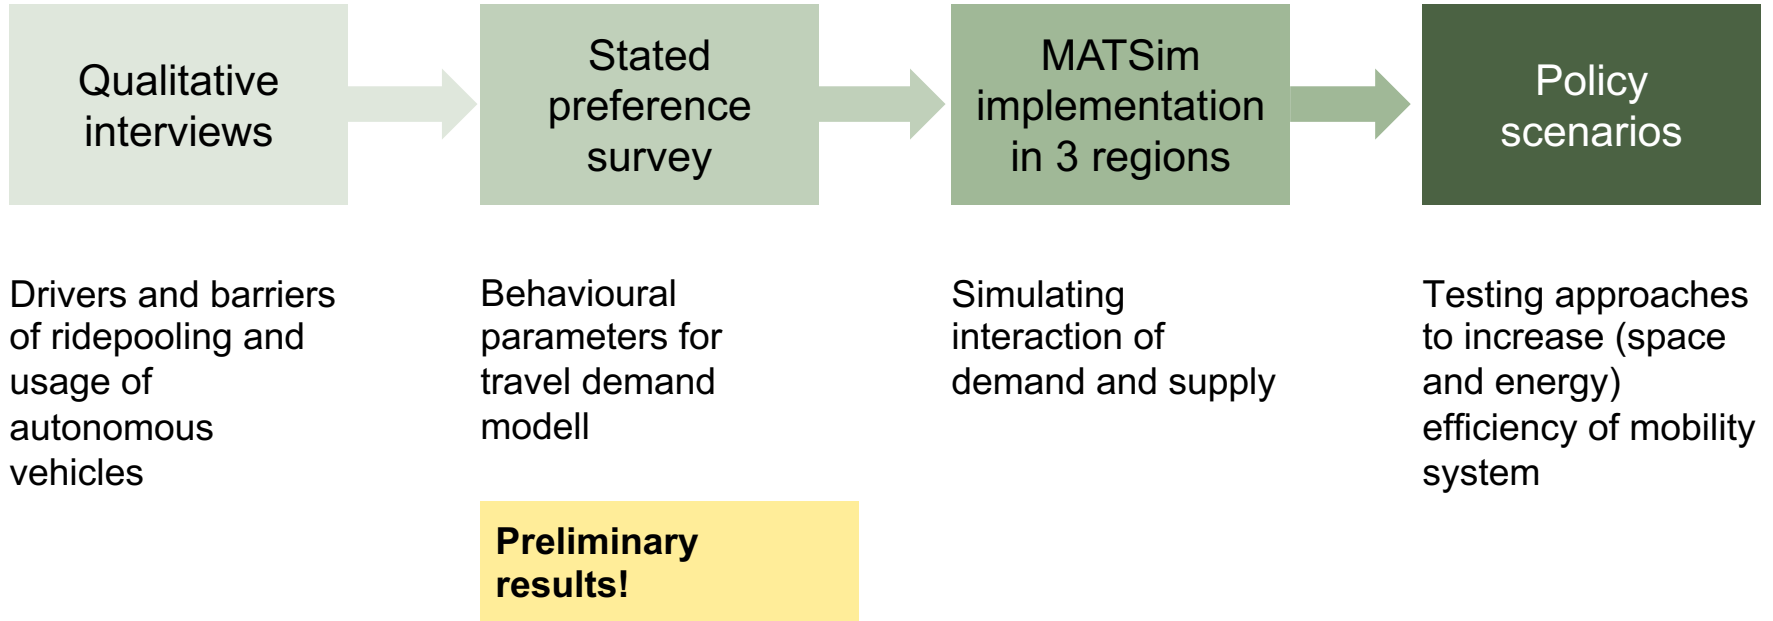 Qualitative
interviews
Stated
preference
survey
MATSim
implementation
in 3 regions
Policy
scenarios
Drivers and barriers
of ridepooling and
usage of
autonomous
vehicles
Behavioural
parameters for
travel demand
modell
Simulating
interaction of
demand and supply
Testing approaches
to increase (space
and energy)
efficiency of mobility
system
Preliminary
results!